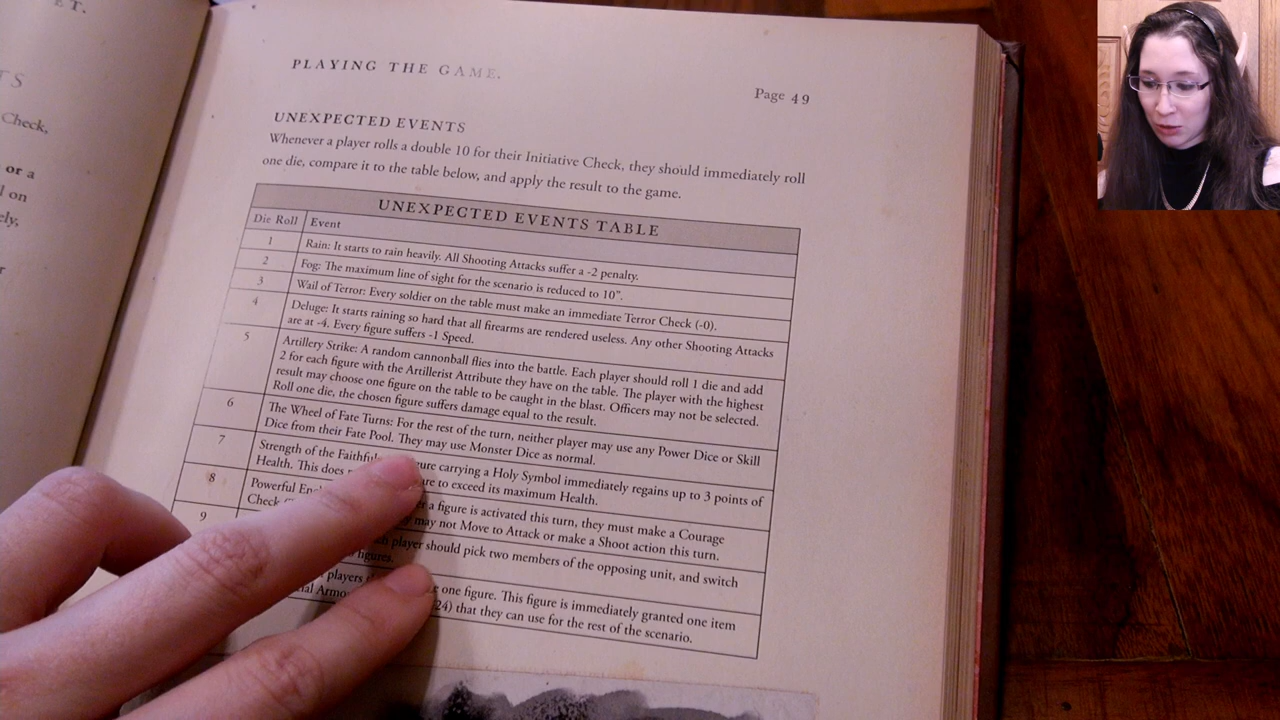 ET.
TS
Check,
or a
l on
ely,
r
PLAYING THE GAME.
Page 49
UNEXPECTED EVENTS
Whenever a player rolls a double 10 for their Initiative Check, they should immediately roll
one die, compare it to the table below, and apply the result to the game.
UNEXPECTED EVENTS TABLE
Die Roll Event
1 Rain: It starts to rain heavily. All Shooting Attacks suffer a -2 penalty.
2 Fog: The maximum line of sight for the scenario is reduced to 10".
3 Wail of Terror: Every soldier on the table must make an immediate Terror Check (-0).
4 Deluge: It starts raining so hard that all firearms are rendered useless. Any other Shooting Attacks
are at -4. Every figure suffers -1 Speed.
5 Artillery Strike: A random cannonball flies into the battle. Each player should roll 1 die and add
2 for each figure with the Artillerist Attribute they have on the table. The player with the highest
result may choose one figure on the table to be caught in the blast. Officers may not be selected.
Roll one die, the chosen figure suffers damage equal to the result.
6 The Wheel of Fate Turns: For the rest of the turn, neither player may use any Power Dice or Skill
Dice from their Fate Pool. They may use Monster Dice as normal.
7 Strength of the Faithful: ure carrying a Holy Symbol immediately regains up to 3 points of
Health. This does re to exceed its maximum Health.
8 Powerful En er a figure is activated this turn, they must make a Courage
Check may not Move to Attack or make a Shoot action this turn.
9 ch player should pick two members of the opposing unit, and switch
figures.
players e one figure. This figure is immediately granted one item
nal Armo 24) that they can use for the rest of the scenario.